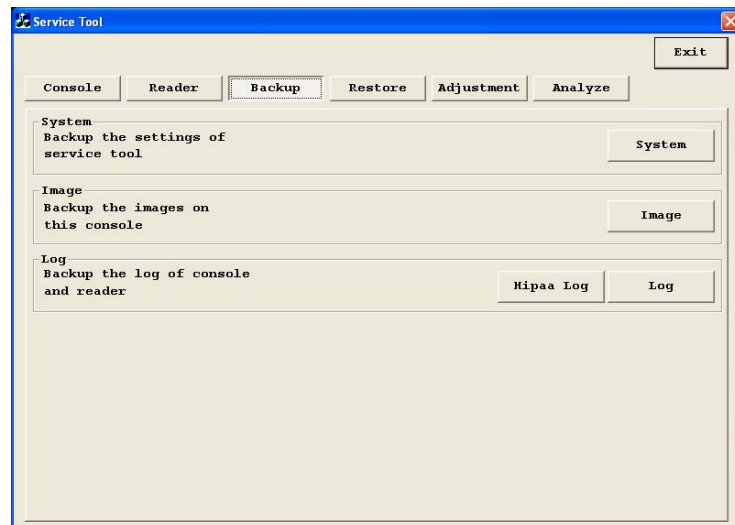 Service Tool
Exit
Console Reader Backup Restore Adjustment Analyze
System
Backup the settings of
service tool
System
Image
Backup the images on
this console
Image
Log
Backup the log of console
and reader
Hipaa Log Log